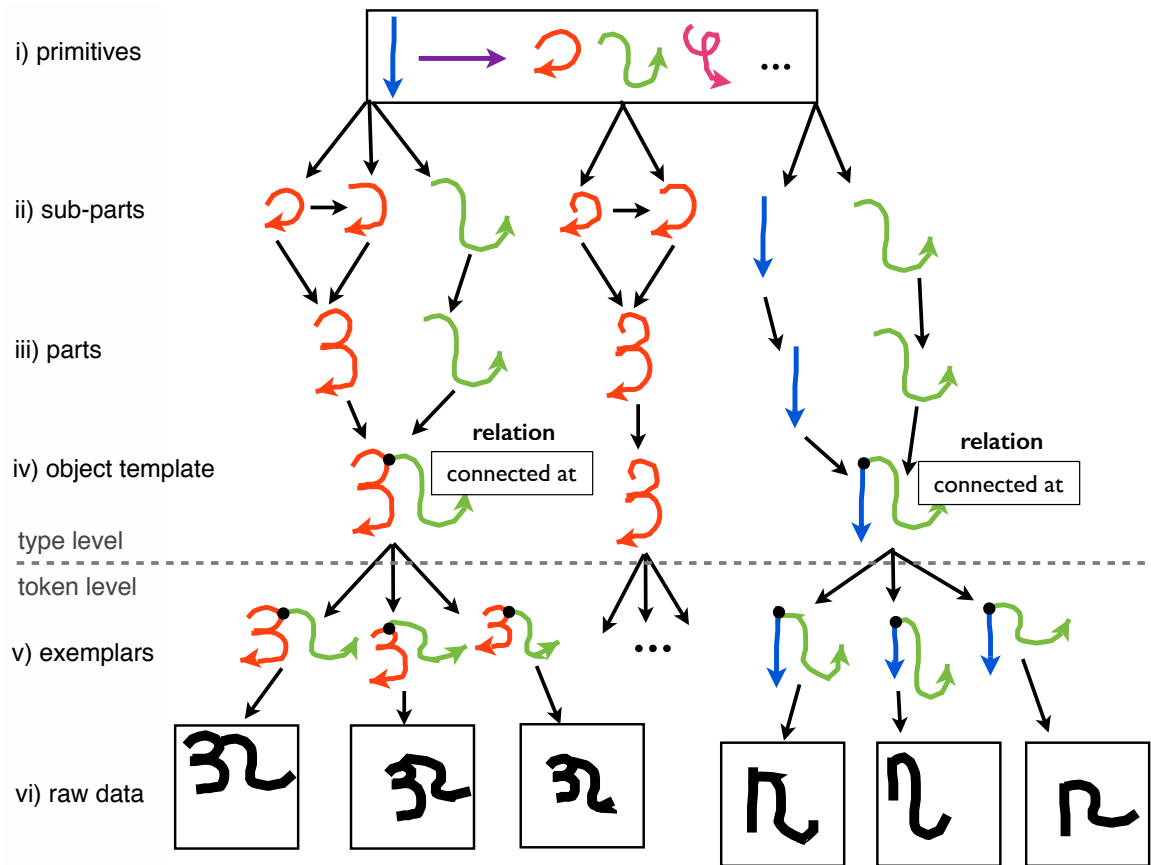 i) primitives
...
ii) sub-parts
iii) parts
relation
relation
iv) object template
connected at
connected at
type level
token level
v) exemplars
...
vi) raw data